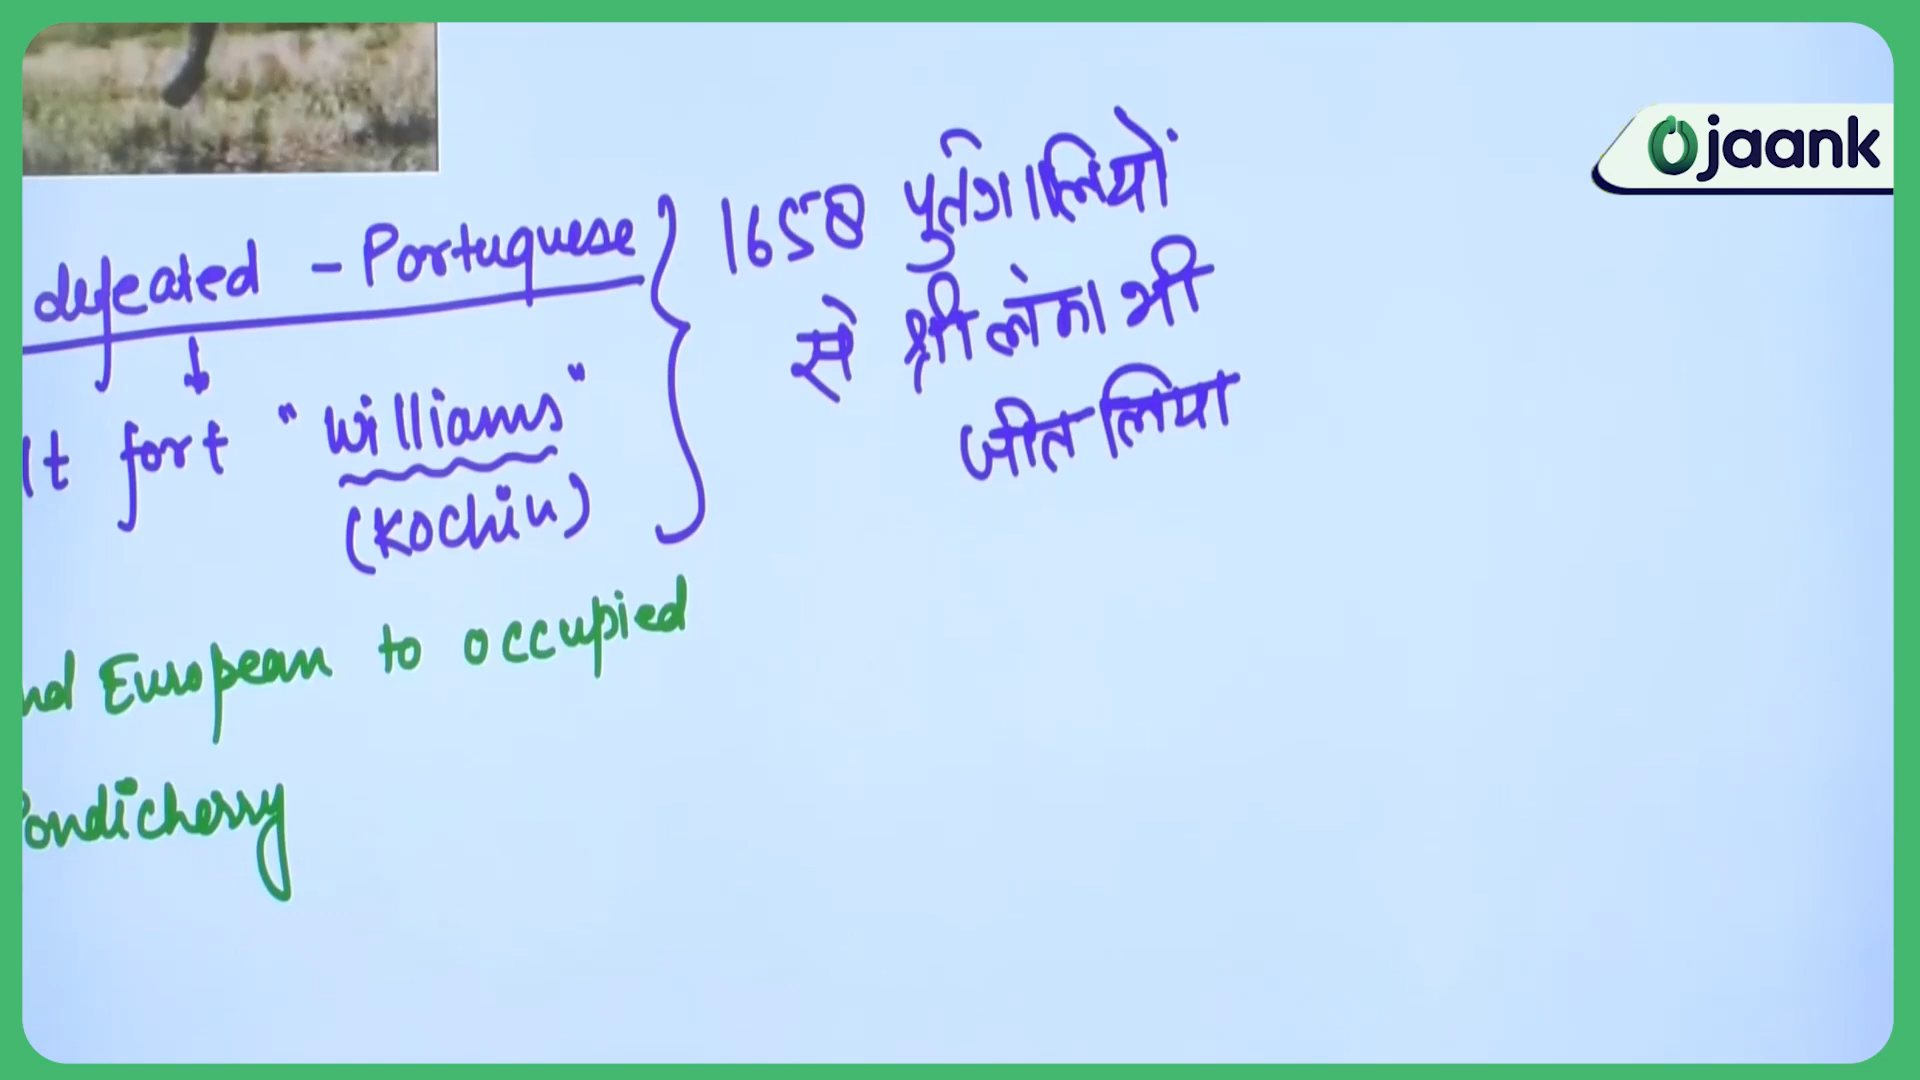 Ojaank
defeated - Portuguese
lt fort "Williams"
(Kochin)
1658 पुर्तगालियों
से श्रीलंका भी
जीत लिया
nd European to occupied
Pondicherry